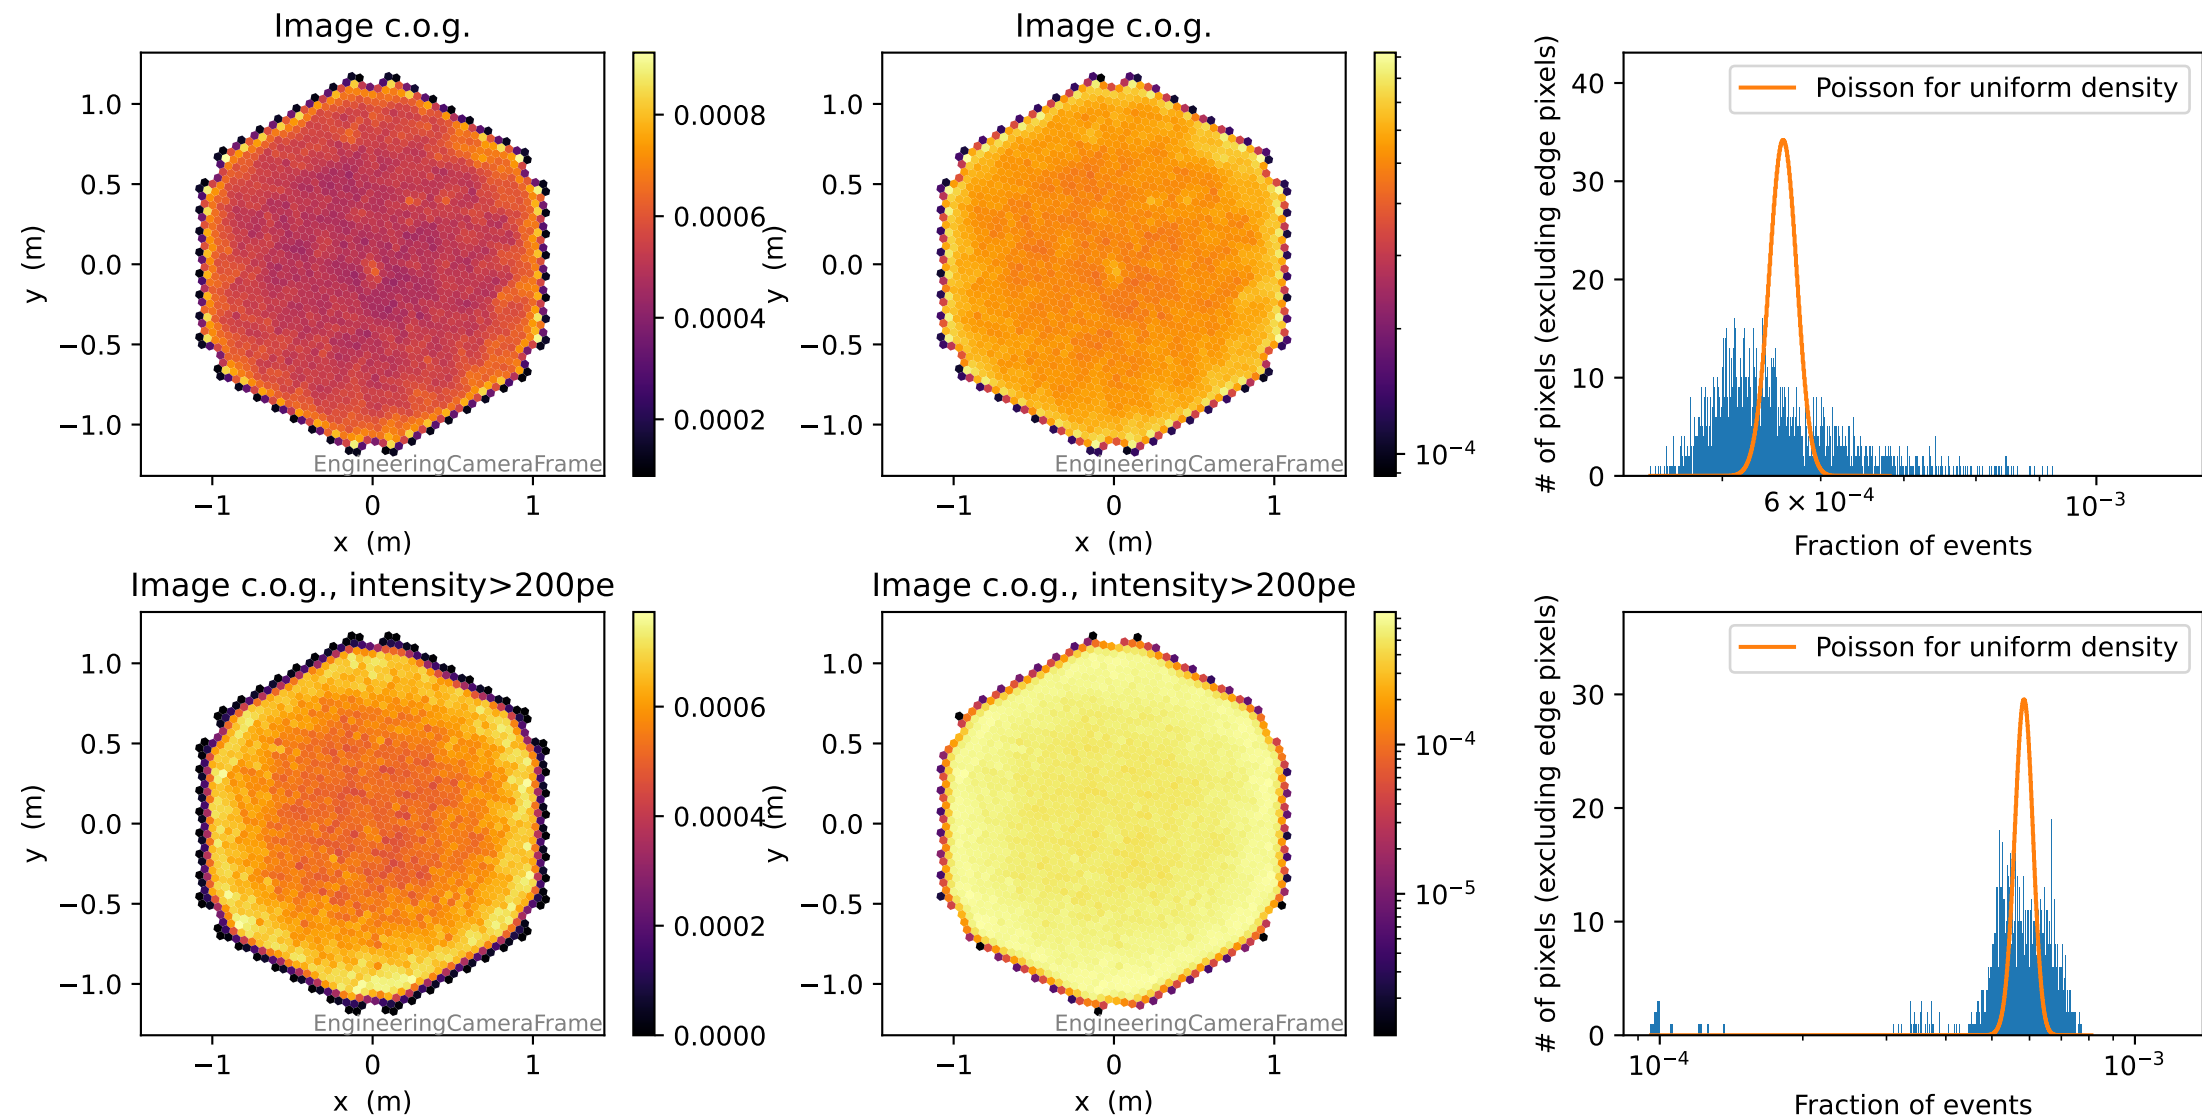 Image c.o.g.
1.0
0.5
0.0
−0.5
−1.0
y (m)
−1
0
1
x (m)
EngineeringCameraFrame
0.0008
0.0006
0.0004
0.0002
Image c.o.g.
1.0
0.5
0.0
−0.5
−1.0
y (m)
−1
0
1
x (m)
EngineeringCameraFrame
10⁻⁴
Poisson for uniform density
40
30
20
10
0
# of pixels (excluding edge pixels)
6 × 10⁻⁴
10⁻³
Fraction of events
Image c.o.g., intensity>200pe
1.0
0.5
0.0
−0.5
−1.0
y (m)
−1
0
1
x (m)
EngineeringCameraFrame
0.0006
0.0004
0.0002
0.0000
Image c.o.g., intensity>200pe
1.0
0.5
0.0
−0.5
−1.0
y (m)
−1
0
1
x (m)
EngineeringCameraFrame
10⁻⁴
10⁻⁵
Poisson for uniform density
30
20
10
0
# of pixels (excluding edge pixels)
10⁻⁴
10⁻³
Fraction of events